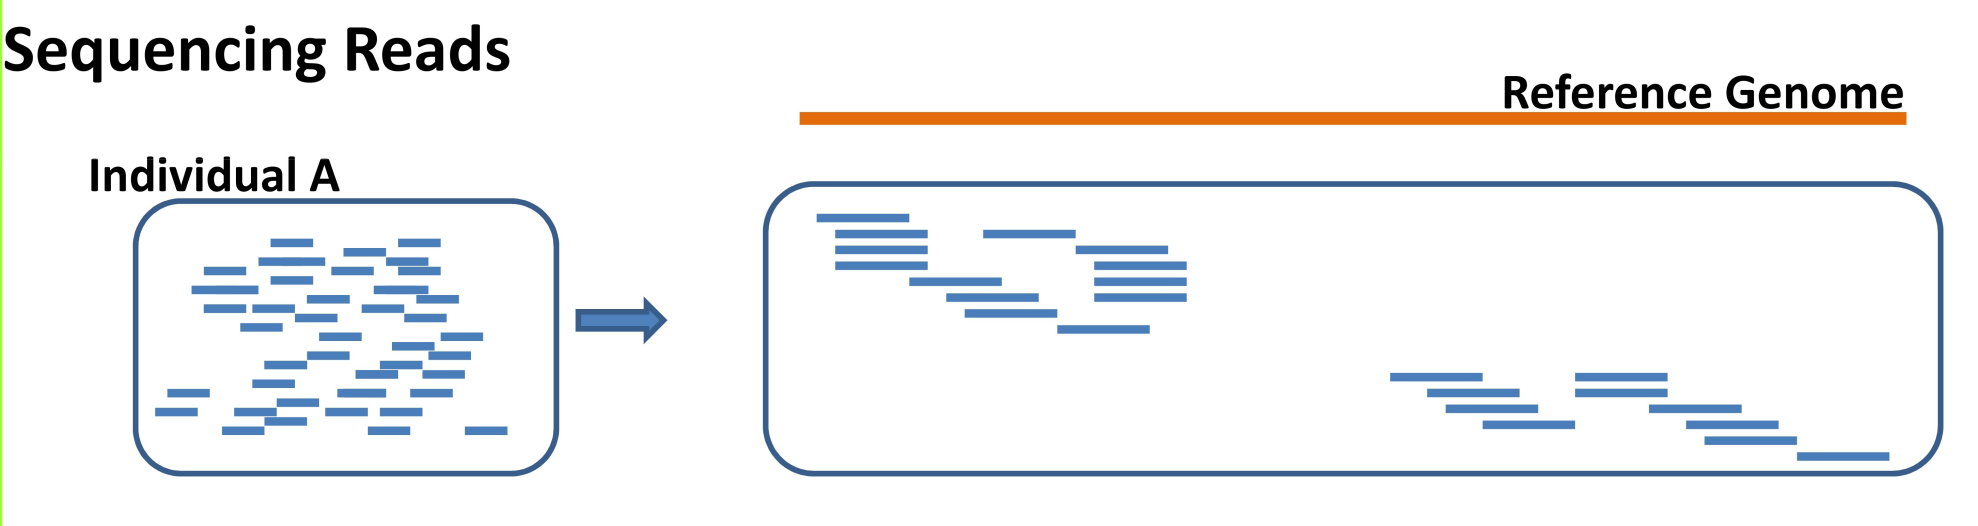 Sequencing Reads
Reference Genome
Individual A